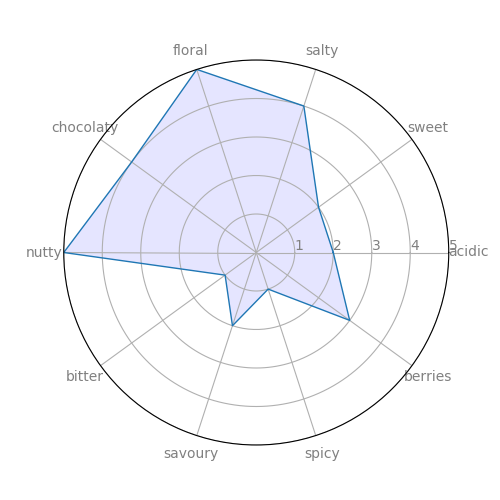 floral
salty
chocolaty
sweet
nutty
1 2 3 4 5
acidic
bitter
berries
savoury
spicy